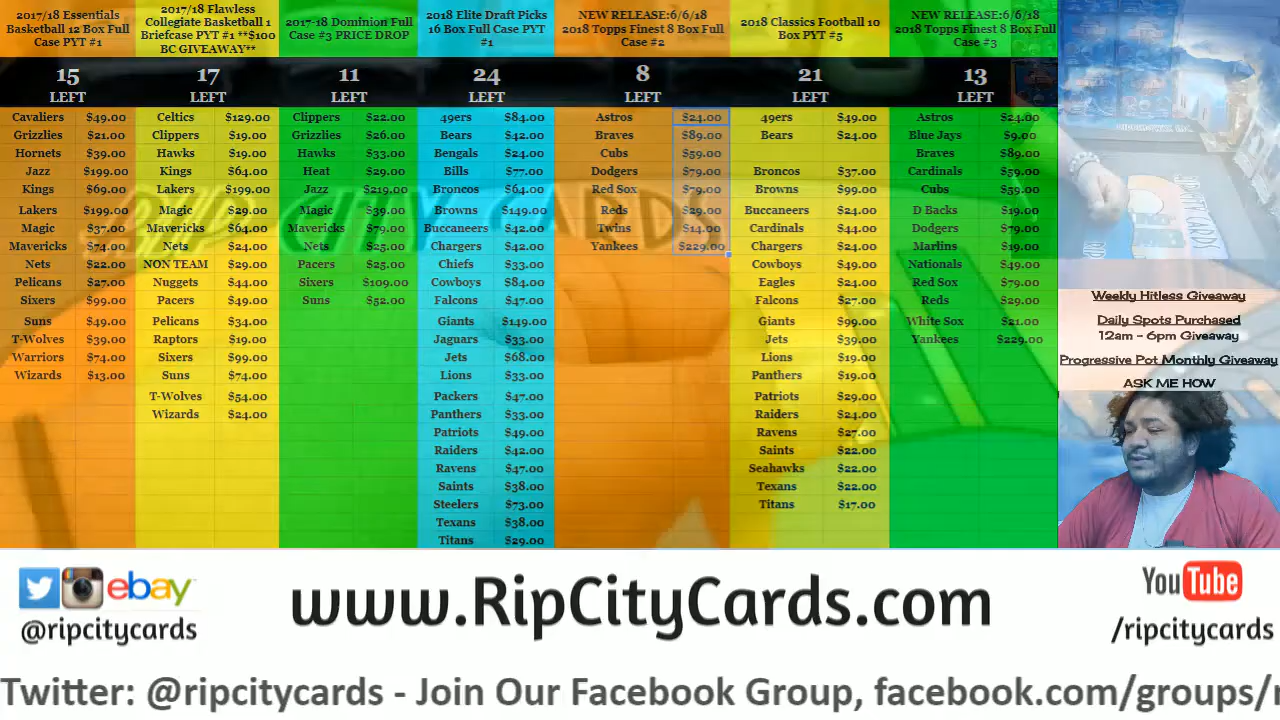 2017/18 Essentials
Basketball 12 Box Full
Case PYT #1
15
LEFT
Cavaliers $49.00
Grizzlies $21.00
Hornets $39.00
Jazz $199.00
Kings $69.00
Lakers $199.00
Magic $37.00
Mavericks $74.00
Nets $22.00
Pelicans $27.00
Sixers $99.00
Suns $49.00
T-Wolves $39.00
Warriors $74.00
Wizards $13.00
2017/18 Flawless
Collegiate Basketball 1
Briefcase PYT #1 **$100
BC GIVEAWAY**
17
LEFT
Celtics $129.00
Clippers $19.00
Hawks $19.00
Kings $64.00
Lakers $199.00
Magic $29.00
Mavericks $64.00
Nets $24.00
NON TEAM $29.00
Nuggets $44.00
Pacers $49.00
Pelicans $34.00
Raptors $19.00
Sixers $99.00
Suns $74.00
T-Wolves $54.00
Wizards $24.00
2017-18 Dominion Full
Case #3 PRICE DROP
11
LEFT
Clippers $22.00
Grizzlies $26.00
Hawks $33.00
Heat $29.00
Jazz $219.00
Magic $39.00
Mavericks $79.00
Nets $25.00
Pacers $25.00
Sixers $109.00
Suns $52.00
2018 Elite Draft Picks
16 Box Full Case PYT
#1
24
LEFT
49ers $84.00
Bears $42.00
Bengals $24.00
Bills $77.00
Broncos $64.00
Browns $149.00
Buccaneers $42.00
Chargers $42.00
Chiefs $33.00
Cowboys $84.00
Falcons $47.00
Giants $149.00
Jaguars $33.00
Jets $68.00
Lions $33.00
Packers $47.00
Panthers $33.00
Patriots $49.00
Raiders $42.00
Ravens $47.00
Saints $38.00
Steelers $73.00
Texans $38.00
Titans $29.00
NEW RELEASE:6/6/18
2018 Topps Finest 8 Box Full
Case #2
8
LEFT
Astros $24.00
Braves $89.00
Cubs $59.00
Dodgers $79.00
Red Sox $79.00
Reds $29.00
Twins $14.00
Yankees $229.00
2018 Classics Football 10
Box PYT #5
21
LEFT
49ers $49.00
Bears $24.00
Broncos $37.00
Browns $99.00
Buccaneers $24.00
Cardinals $44.00
Chargers $24.00
Cowboys $49.00
Eagles $24.00
Falcons $27.00
Giants $99.00
Jets $39.00
Lions $19.00
Panthers $19.00
Patriots $29.00
Raiders $24.00
Ravens $27.00
Saints $22.00
Seahawks $22.00
Texans $22.00
Titans $17.00
NEW RELEASE:6/6/18
2018 Topps Finest 8 Box Full
Case #3
13
LEFT
Astros $24.00
Blue Jays $9.00
Braves $89.00
Cardinals $59.00
Cubs $59.00
D Backs $19.00
Dodgers $79.00
Marlins $19.00
Nationals $49.00
Red Sox $79.00
Reds $29.00
White Sox $21.00
Yankees $229.00
RIP CITY CARDS
RIP CITY CARDS
Weekly Hitless Giveaway
Daily Spots Purchased
12am - 6pm Giveaway
Progressive Pot Monthly Giveaway
ASK ME HOW
ebay
@ripcitycards
www.RipCityCards.com
YouTube
/ripcitycards
Twitter: @ripcitycards - Join Our Facebook Group, facebook.com/groups/